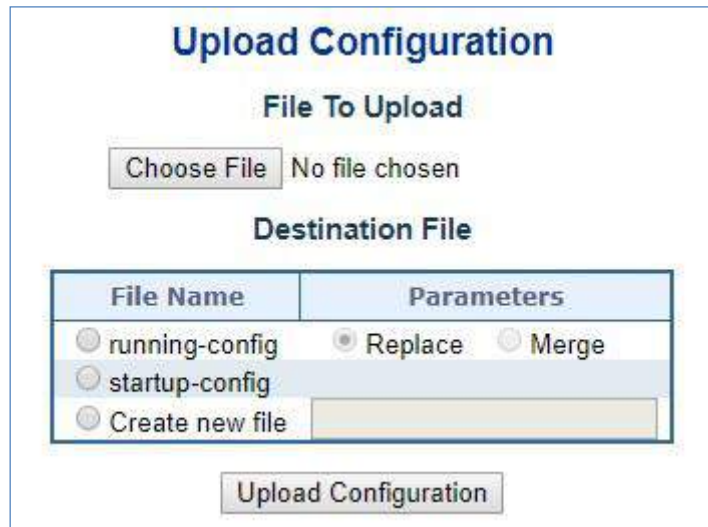 Upload Configuration
File To Upload
Choose File No file chosen
Destination File
File Name Parameters
running-config Replace Merge
startup-config
Create new file
Upload Configuration